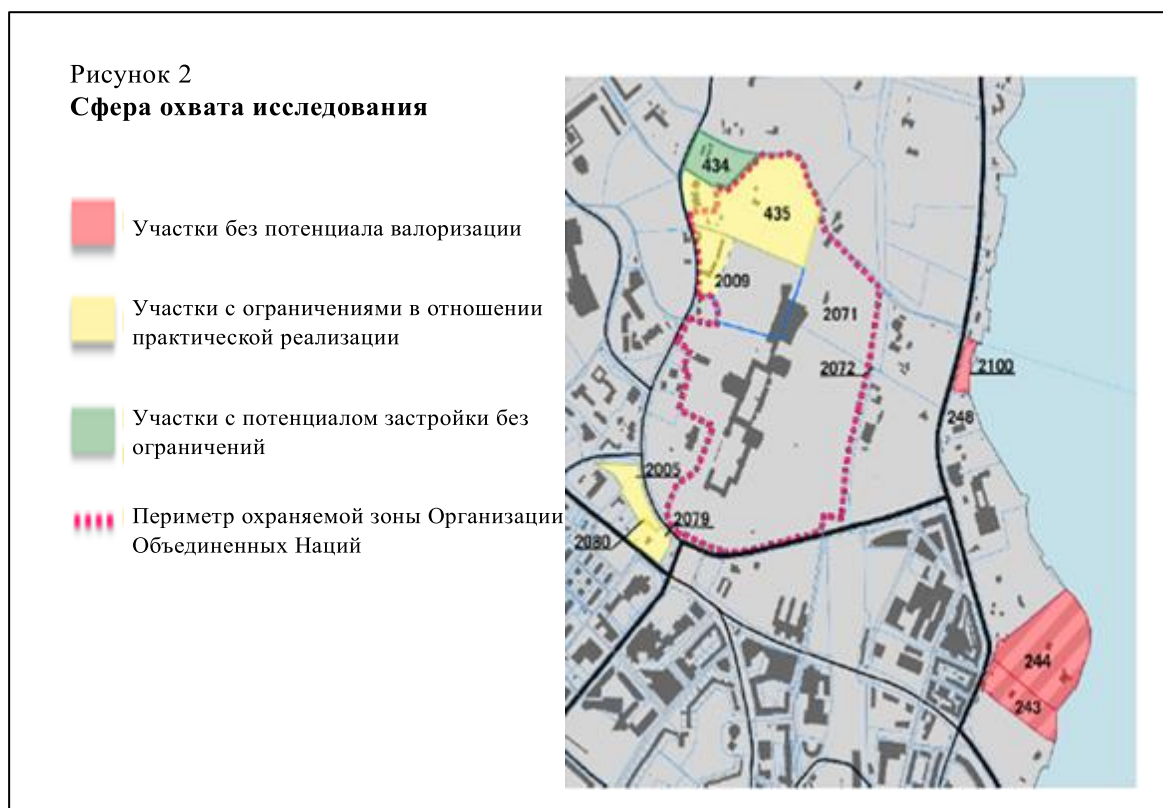 Рисунок 2
Сфера охвата исследования
Участки без потенциала валоризации
Участки с ограничениями в отношении
практической реализации
Участки с потенциалом застройки без
ограничений
Периметр охраняемой зоны Организации
Объединенных Наций
434
435
2009
2071
2072
2100
248
2005
2079
2080
244
243